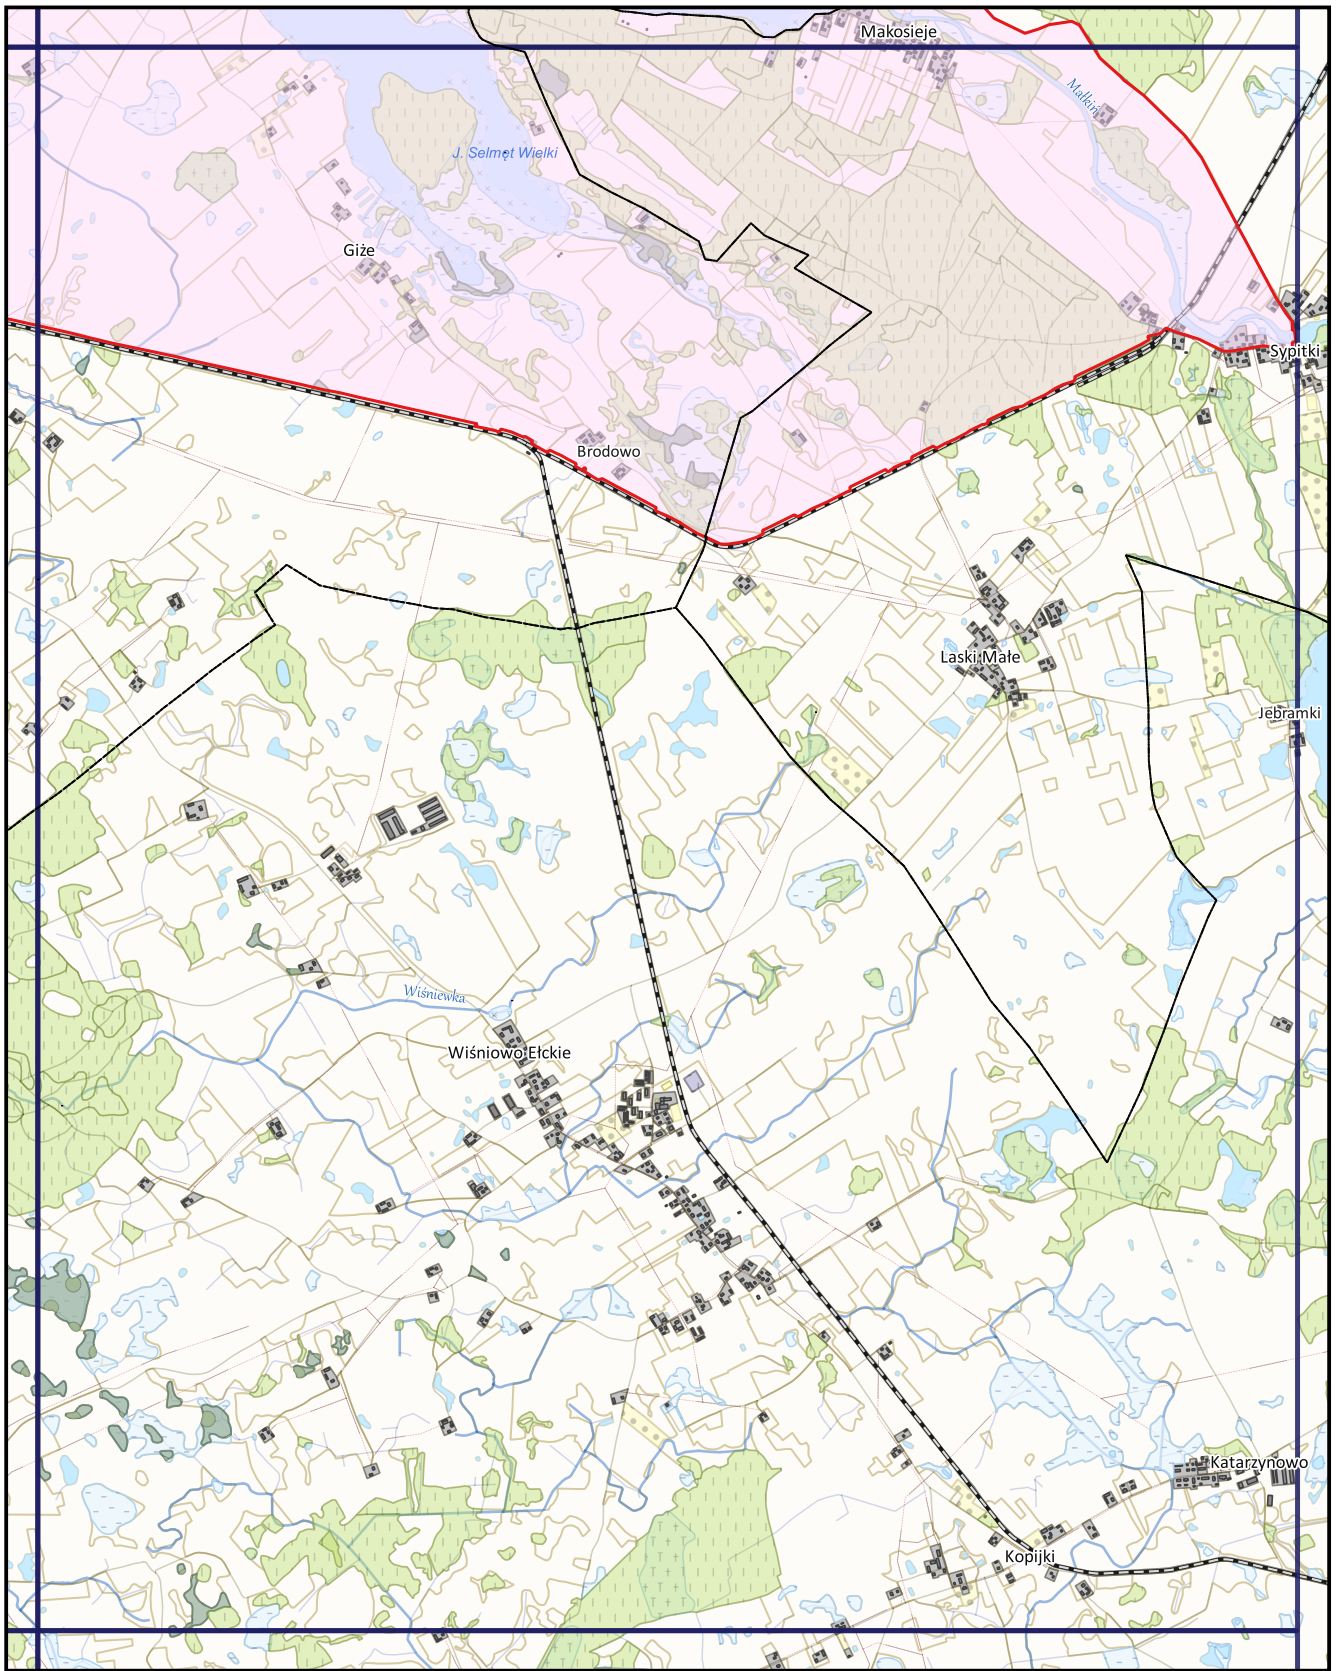 Makosieje
Małkiń
J. Selmęt Wielki
Giże
Sypitki
Brodowo
Laski Małe
Jebramki
Wiśniewka
Wiśniowo Ełckie
Katarzynowo
Kopijki